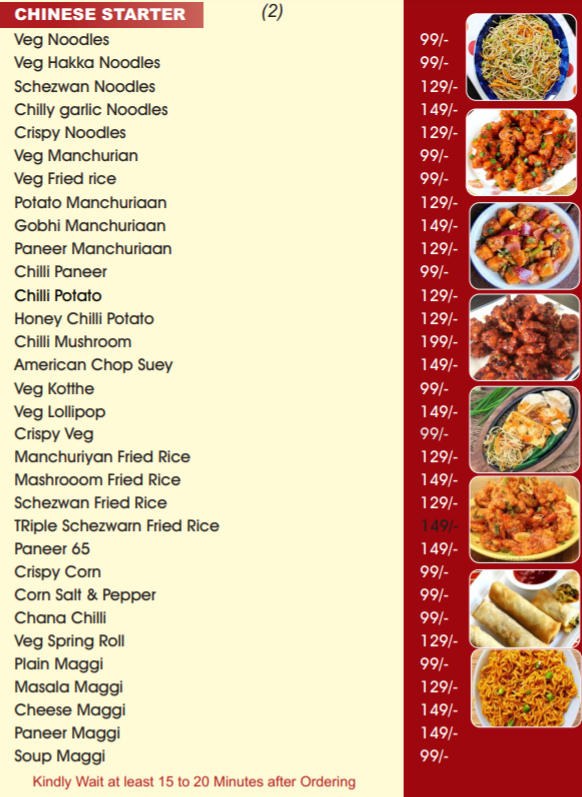 CHINESE STARTER (2)
Veg Noodles 99/-
Veg Hakka Noodles 99/-
Schezwan Noodles 129/-
Chilly garlic Noodles 149/-
Crispy Noodles 129/-
Veg Manchurian 99/-
Veg Fried rice 99/-
Potato Manchuriaan 129/-
Gobhi Manchuriaan 149/-
Paneer Manchuriaan 129/-
Chilli Paneer 99/-
Chilli Potato 129/-
Honey Chilli Potato 129/-
Chilli Mushroom 199/-
American Chop Suey 149/-
Veg Kotthe 99/-
Veg Lollipop 149/-
Crispy Veg 99/-
Manchuriyan Fried Rice 129/-
Mashrooom Fried Rice 149/-
Schezwan Fried Rice 129/-
TRiple Schezwarn Fried Rice 149/-
Paneer 65 149/-
Crispy Corn 99/-
Corn Salt & Pepper 99/-
Chana Chilli 99/-
Veg Spring Roll 129/-
Plain Maggi 99/-
Masala Maggi 129/-
Cheese Maggi 149/-
Paneer Maggi 149/-
Soup Maggi 99/-
Kindly Wait at least 15 to 20 Minutes after Ordering